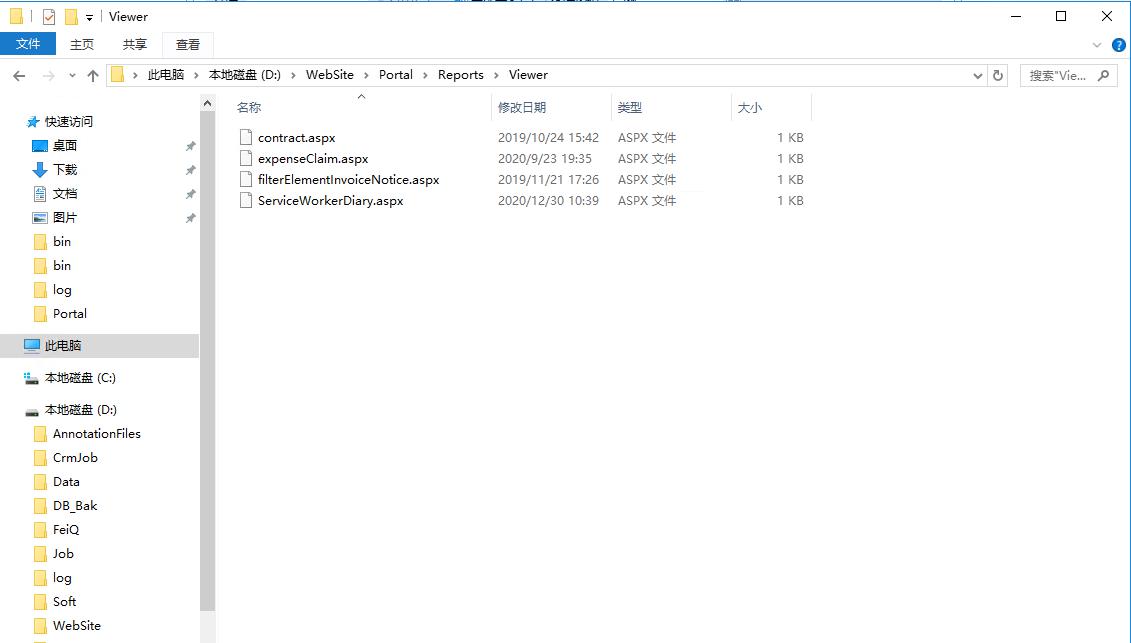 Viewer
文件 主页 共享 查看
此电脑 本地磁盘 (D:) WebSite Portal Reports Viewer 搜索"Vie...
名称 修改日期 类型 大小
contract.aspx 2019/10/24 15:42 ASPX 文件 1 KB
expenseClaim.aspx 2020/9/23 19:35 ASPX 文件 1 KB
filterElementInvoiceNotice.aspx 2019/11/21 17:26 ASPX 文件 1 KB
ServiceWorkerDiary.aspx 2020/12/30 10:39 ASPX 文件 1 KB
快速访问
桌面
下载
文档
图片
bin
bin
log
Portal
此电脑
本地磁盘 (C:)
本地磁盘 (D:)
AnnotationFiles
CrmJob
Data
DB_Bak
FeiQ
Job
log
Soft
WebSite